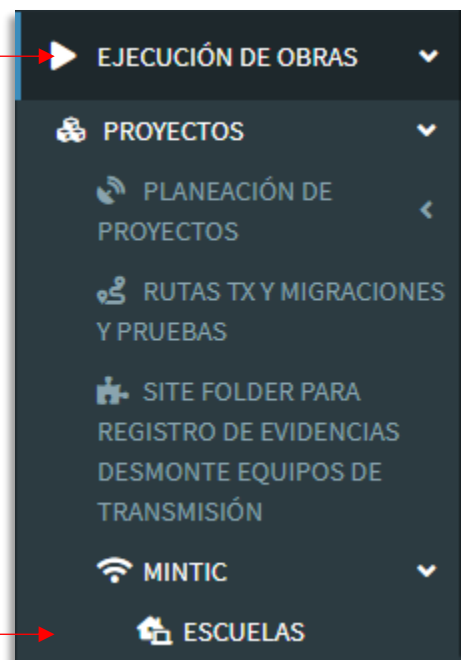 EJECUCIÓN DE OBRAS
PROYECTOS
PLANEACIÓN DE
PROYECTOS
RUTAS TX Y MIGRACIONES
Y PRUEBAS
SITE FOLDER PARA
REGISTRO DE EVIDENCIAS
DESMONTE EQUIPOS DE
TRANSMISIÓN
MINTIC
ESCUELAS